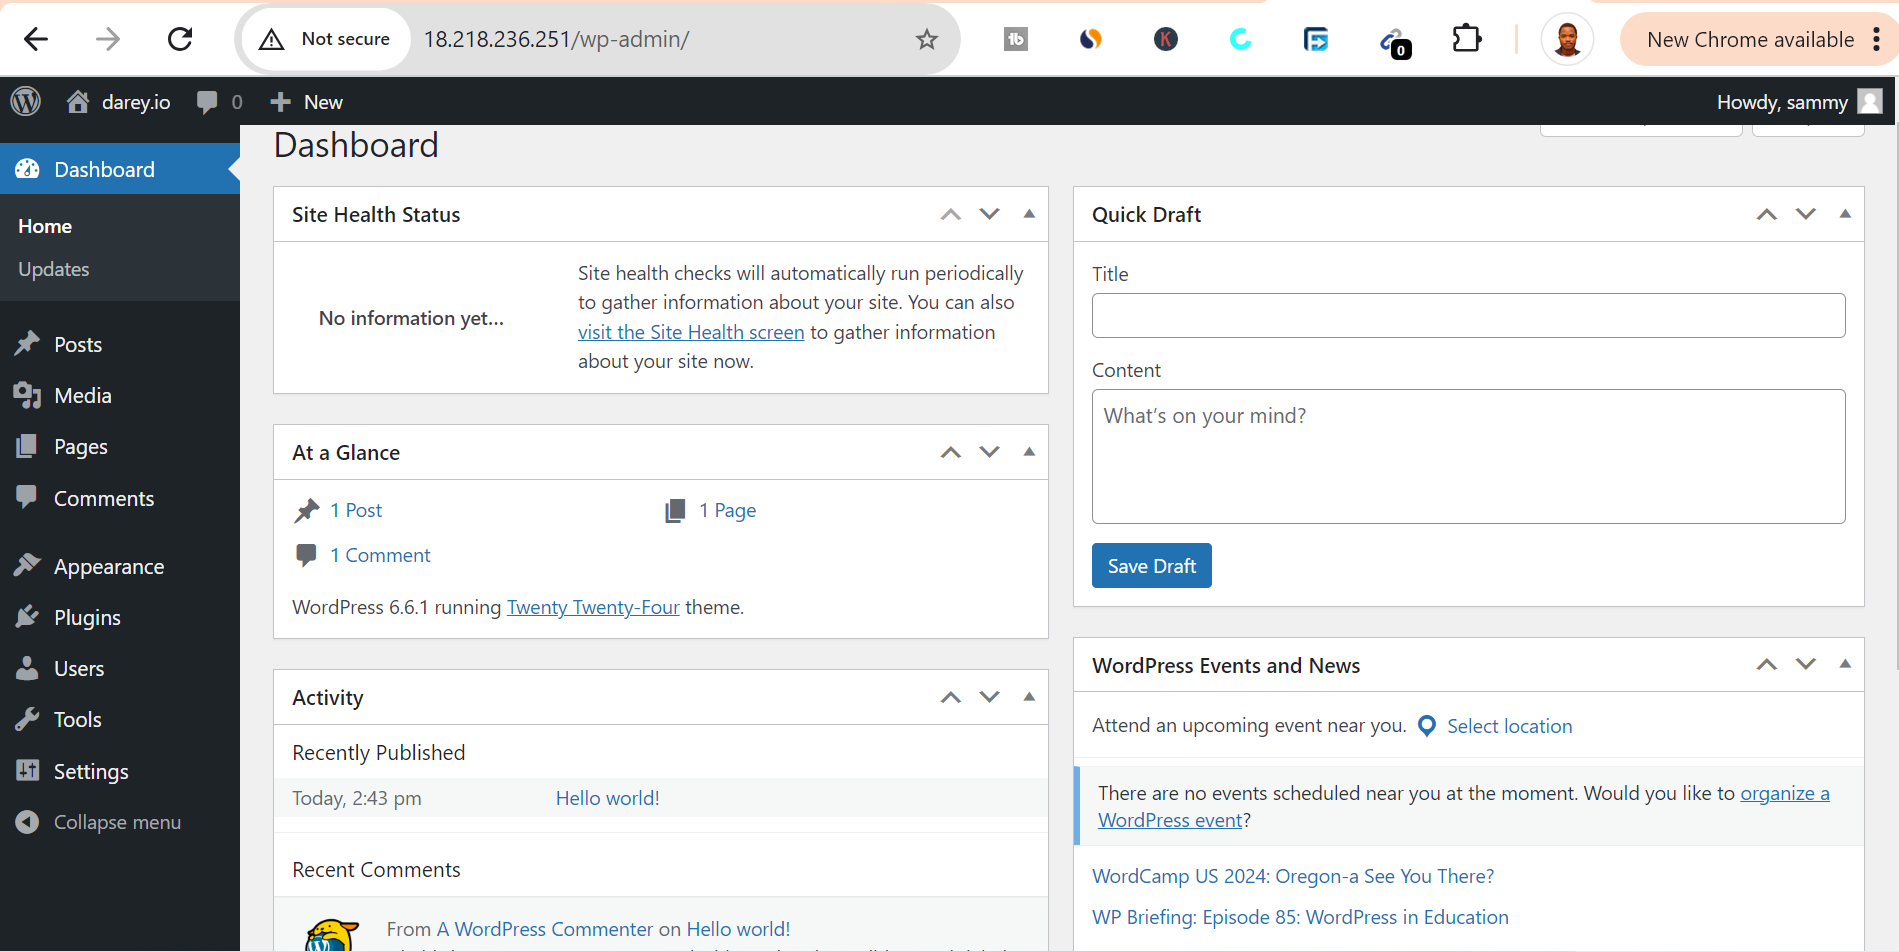 Not secure
18.218.236.251/wp-admin/
0
New Chrome available
darey.io
0
New
Howdy, sammy
Dashboard
Home
Updates
Posts
Media
Pages
Comments
Appearance
Plugins
Users
Tools
Settings
Collapse menu
Dashboard
Site Health Status
No information yet...
Site health checks will automatically run periodically
to gather information about your site. You can also
visit the Site Health screen to gather information
about your site now.
At a Glance
1 Post
1 Page
1 Comment
WordPress 6.6.1 running Twenty Twenty-Four theme.
Activity
Recently Published
Today, 2:43 pm
Hello world!
Recent Comments
From A WordPress Commenter on Hello world!
Quick Draft
Title
Content
What's on your mind?
Save Draft
WordPress Events and News
Attend an upcoming event near you.
Select location
There are no events scheduled near you at the moment. Would you like to organize a
WordPress event?
WordCamp US 2024: Oregon-a See You There?
WP Briefing: Episode 85: WordPress in Education